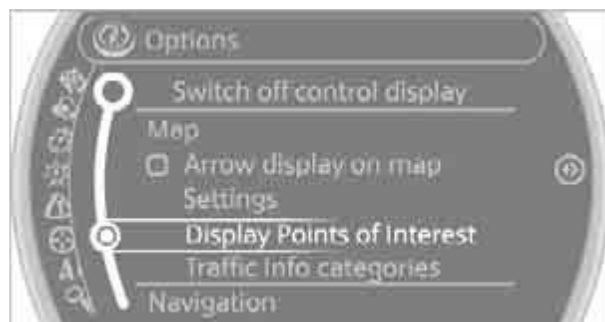 Options
Switch off control display
Map
Arrow display on map
Settings
Display Points of Interest
Traffic Info categories
Navigation